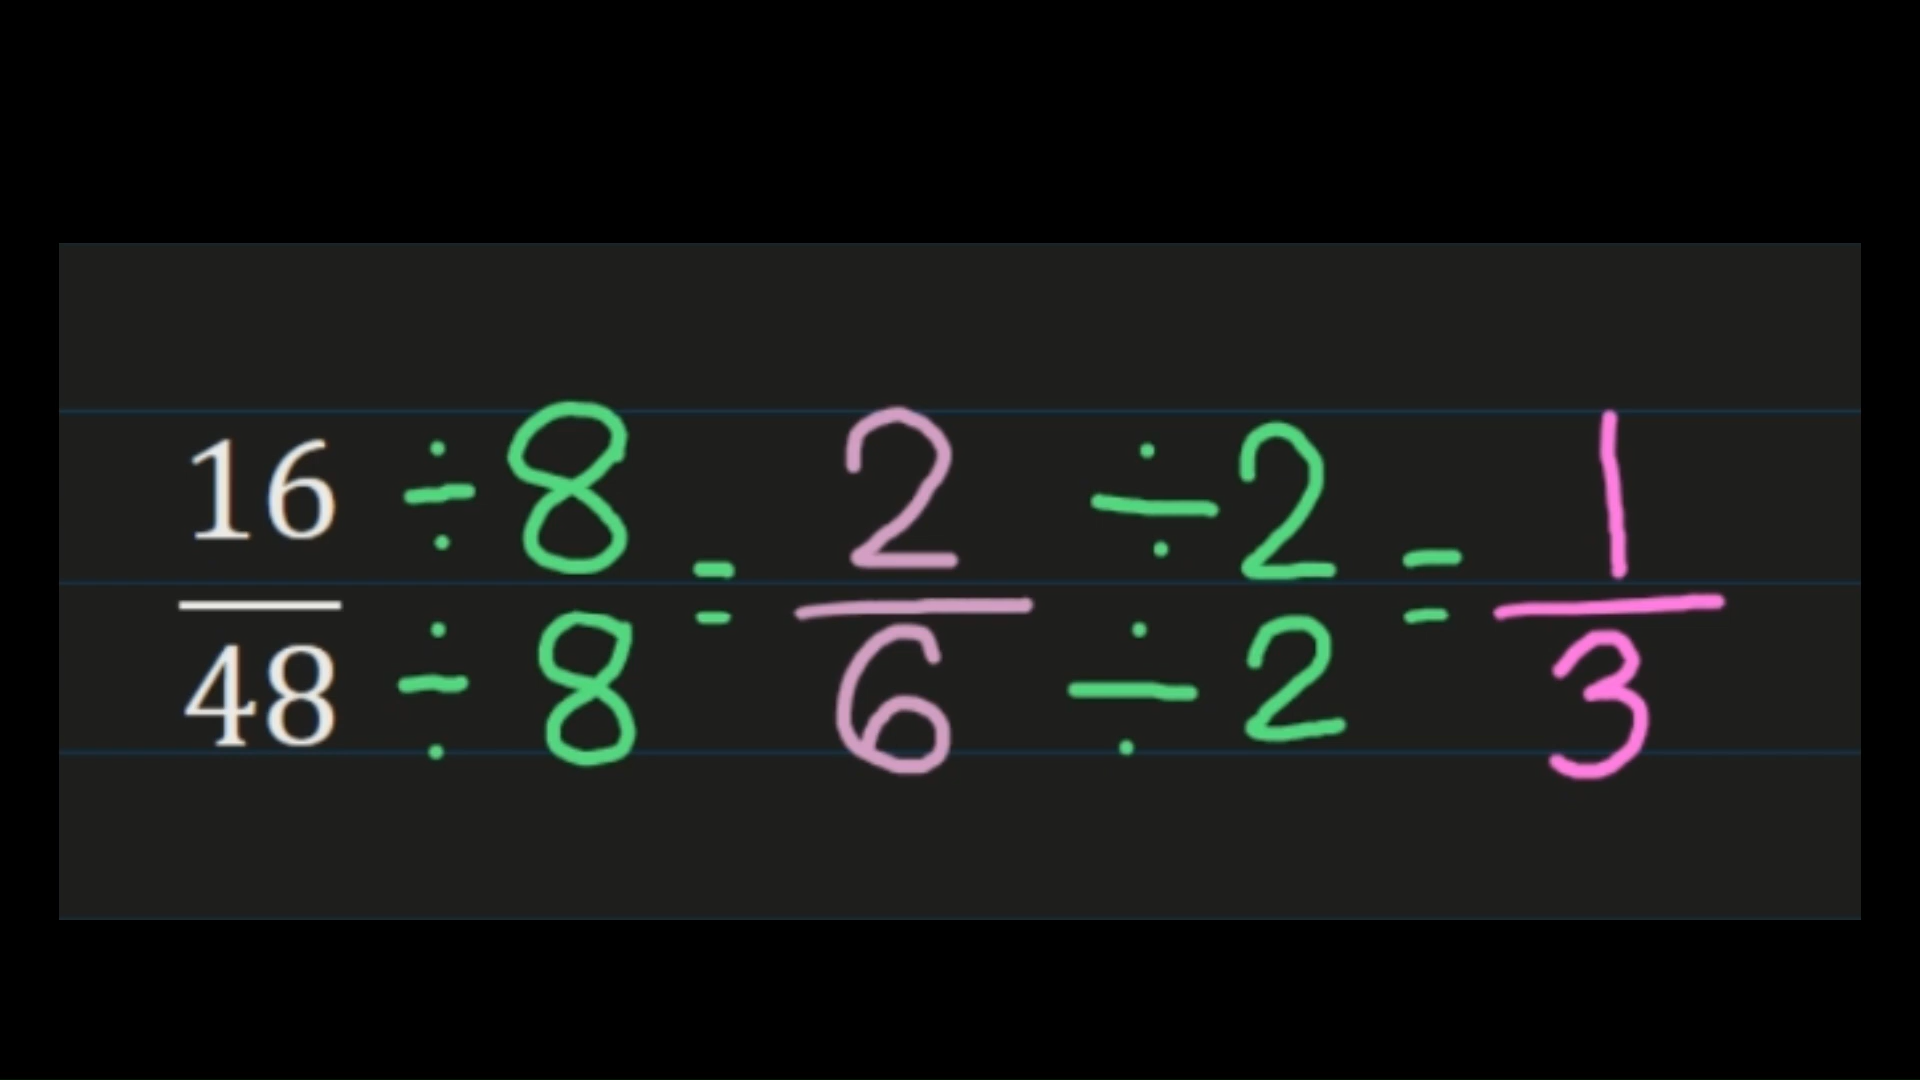 16 ÷ 8 = 2 ÷ 2 = 1
48 ÷ 8 6 ÷ 2 3